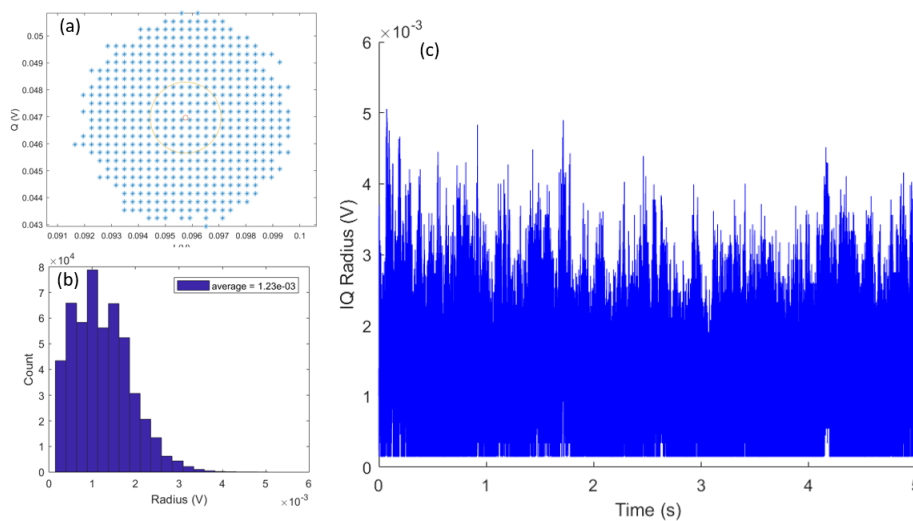 (a)
0.05
0.049
0.048
0.047
0.046
0.045
0.044
0.043
Q (V)
0.091 0.092 0.093 0.094 0.095 0.096 0.097 0.098 0.099 0.1
×10⁴
(b)
average = 1.23e-03
8
7
6
5
4
3
2
1
0
Count
0 1 2 3 4 5 6
Radius (V)
×10⁻³
×10⁻³
(c)
6
5
4
3
2
1
0
IQ Radius (V)
0 1 2 3 4 5
Time (s)